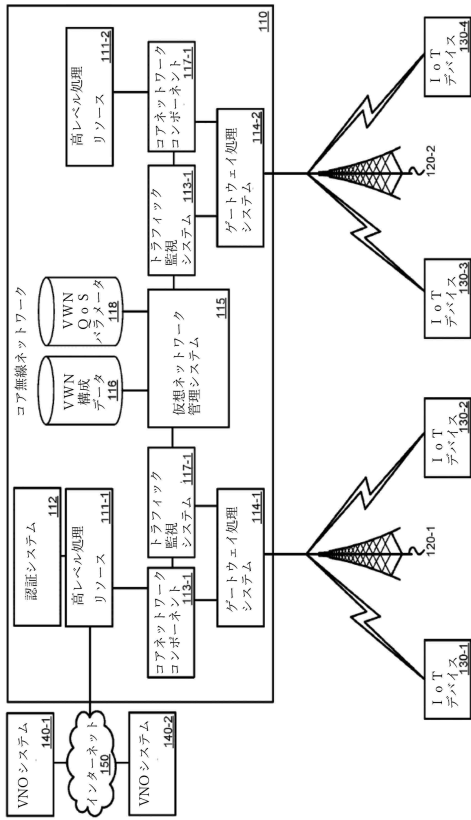 コア無線ネットワーク
110
VNOシステム
140-1
インターネット
150
VNOシステム
140-2
認証システム
112
高レベル処理
リソース
111-1
VWN
構成
データ
116
VWN
QoS
パラメータ
118
高レベル処理
リソース
111-2
コアネットワーク
コンポーネント
113-1
トラフィック
監視
システム
117-1
仮想ネットワーク
管理システム
115
トラフィック
監視
システム
113-1
コアネットワーク
コンポーネント
117-1
ゲートウェイ処理
システム
114-1
ゲートウェイ処理
システム
114-2
120-1
120-2
IoT
デバイス
130-1
IoT
デバイス
130-2
IoT
デバイス
130-3
IoT
デバイス
130-4